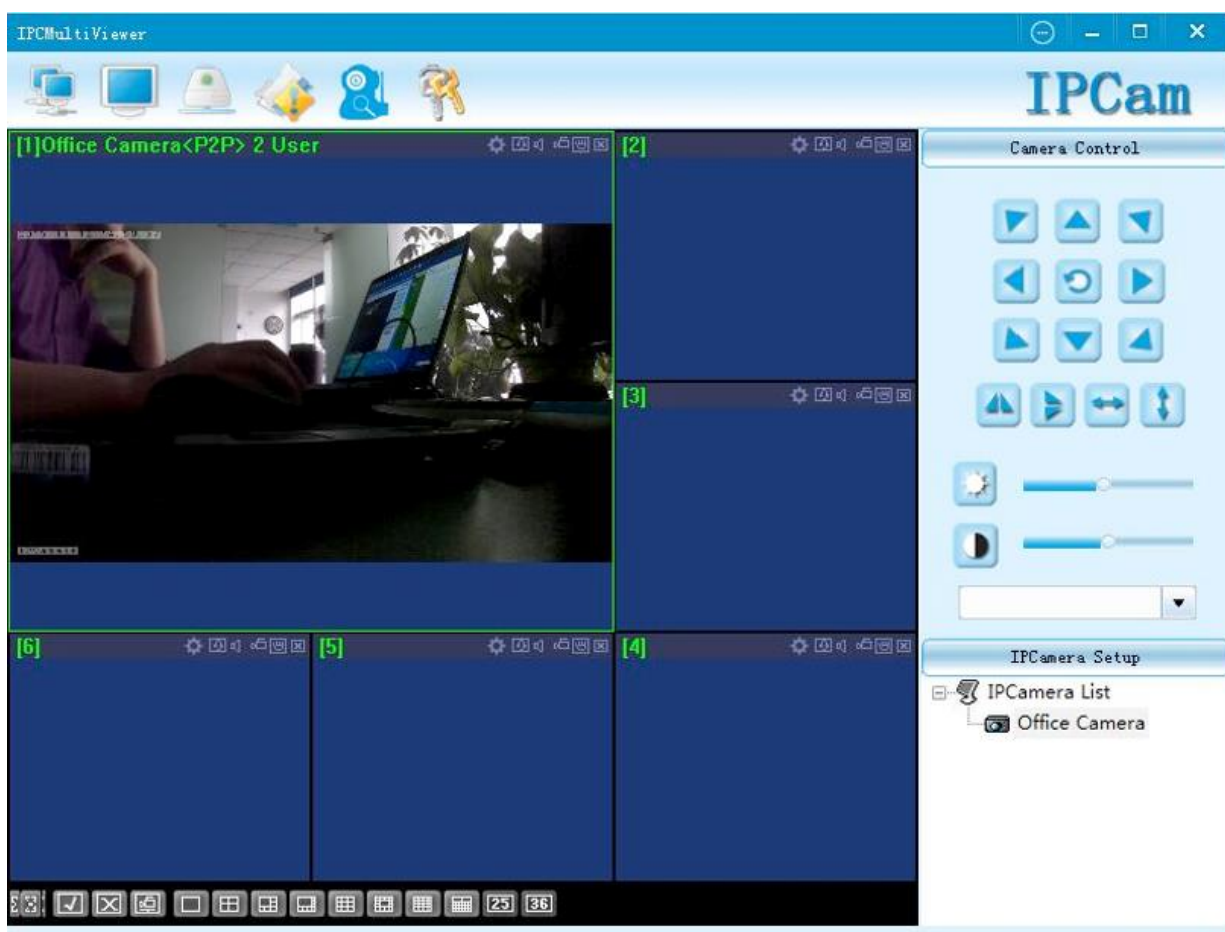 IPCMultiViewer
IPCam
[1]Office Camera<P2P> 2 User
[2]
Camera Control
[3]
[6]
[5]
[4]
IPCamera Setup
IPCamera List
Office Camera
25
36